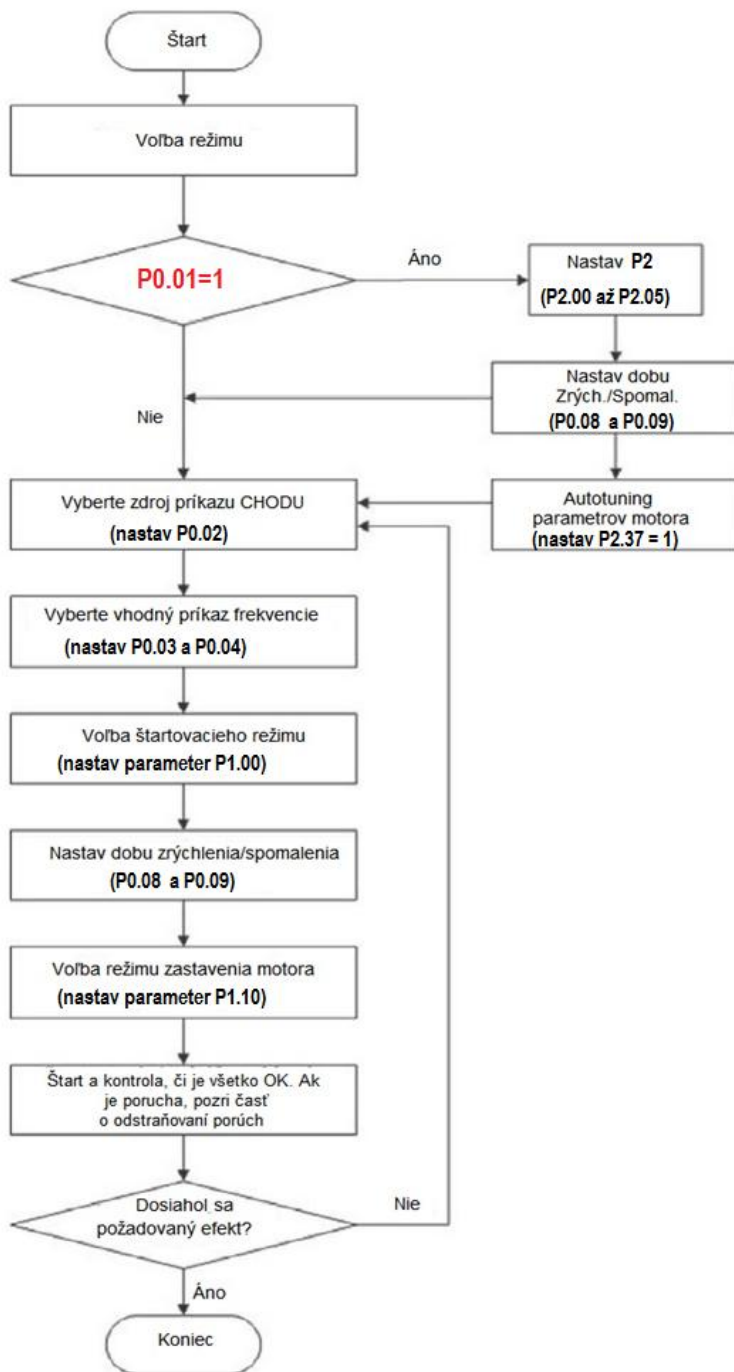 Štart
Voľba režimu
P0.01=1
Áno
Nastav P2
(P2.00 až P2.05)
Nastav dobu
Zrých./Spomal.
(P0.08 a P0.09)
Nie
Autotuning
parametrov motora
(nastav P2.37 = 1)
Vyberte zdroj príkazu CHODU
(nastav P0.02)
Vyberte vhodný príkaz frekvencie
(nastav P0.03 a P0.04)
Voľba štartovacieho režimu
(nastav parameter P1.00)
Nastav dobu zrýchlenia/spomalenia
(P0.08 a P0.09)
Voľba režimu zastavenia motora
(nastav parameter P1.10)
Štart a kontrola, či je všetko OK. Ak
je porucha, pozri časť
o odstraňovaní porúch
Dosiahol sa
požadovaný efekt?
Nie
Áno
Koniec